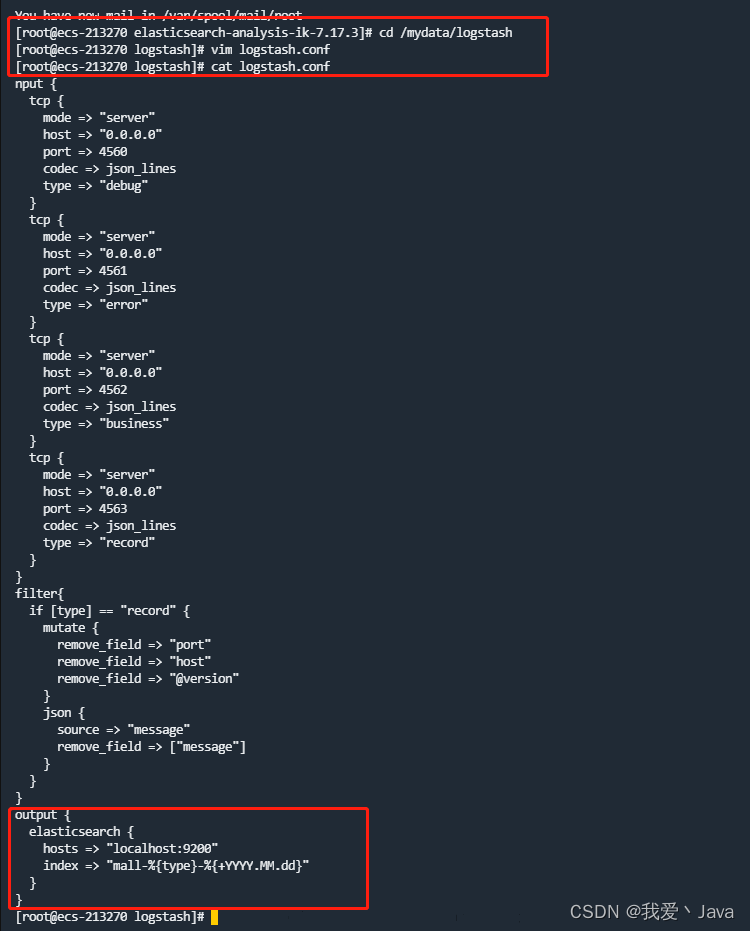 You have new mail in /var/spool/mail/root
[root@ecs-213270 elasticsearch-analysis-ik-7.17.3]# cd /mydata/logstash
[root@ecs-213270 logstash]# vim logstash.conf
[root@ecs-213270 logstash]# cat logstash.conf
nput {
  tcp {
    mode => "server"
    host => "0.0.0.0"
    port => 4560
    codec => json_lines
    type => "debug"
  }
  tcp {
    mode => "server"
    host => "0.0.0.0"
    port => 4561
    codec => json_lines
    type => "error"
  }
  tcp {
    mode => "server"
    host => "0.0.0.0"
    port => 4562
    codec => json_lines
    type => "business"
  }
  tcp {
    mode => "server"
    host => "0.0.0.0"
    port => 4563
    codec => json_lines
    type => "record"
  }
}
filter{
  if [type] == "record" {
    mutate {
      remove_field => "port"
      remove_field => "host"
      remove_field => "@version"
    }
    json {
      source => "message"
      remove_field => ["message"]
    }
  }
}
output {
  elasticsearch {
    hosts => "localhost:9200"
    index => "mall-%{type}-%{+YYYY.MM.dd}"
  }
}
[root@ecs-213270 logstash]#
CSDN @我爱丶Java